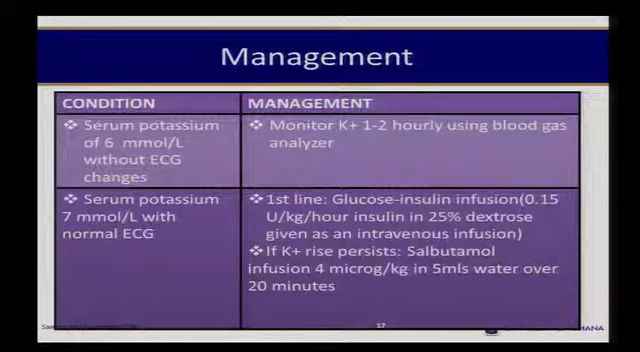 Management
CONDITION
MANAGEMENT
❖ Serum potassium
of 6 mmol/L
without ECG
changes
❖ Monitor K+ 1-2 hourly using blood gas
analyzer
❖ Serum potassium
7 mmol/L with
normal ECG
❖ 1st line: Glucose-insulin infusion(0.15
U/kg/hour insulin in 25% dextrose
given as an intravenous infusion)
❖ If K+ rise persists: Salbutamol
infusion 4 microg/kg in 5mls water over
20 minutes
17